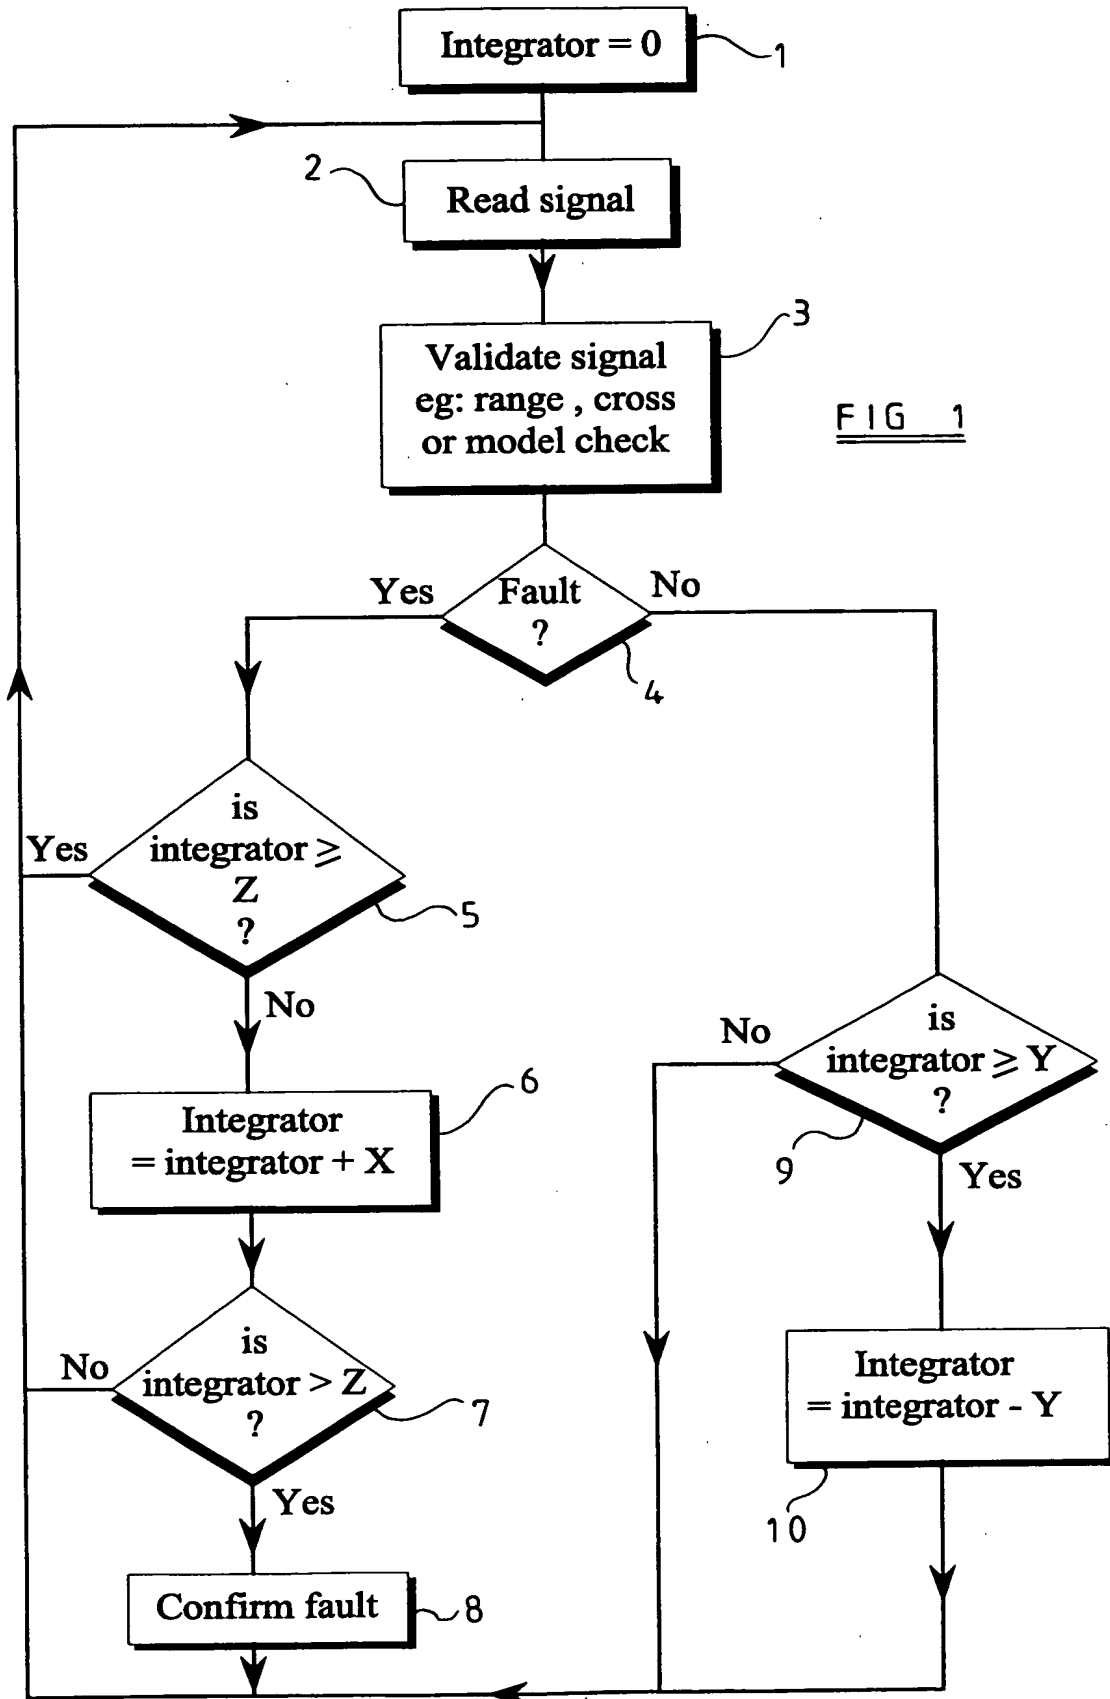 Integrator = 0
1
2
Read signal
3
Validate signal
eg: range , cross
or model check
FIG 1
Yes
Fault
?
No
4
is
integrator ≥
Z
?
Yes
5
No
6
Integrator
= integrator + X
is
integrator > Z
?
No
7
Yes
Confirm fault
8
is
integrator ≥ Y
?
No
9
Yes
Integrator
= integrator - Y
10